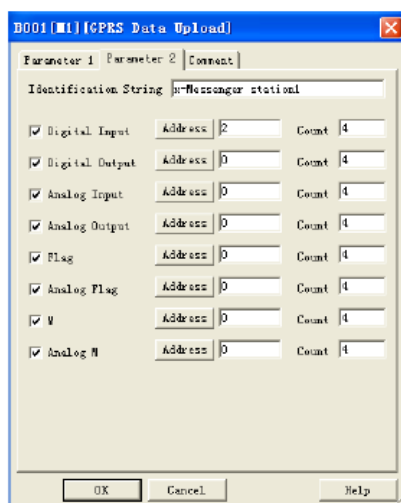 B001[M1][GPRS Data Upload]
Parameter 1 Parameter 2 Comment
Identification String x-Messenger station1
Digital Input Address 2 Count 4
Digital Output Address 0 Count 4
Analog Input Address 0 Count 4
Analog Output Address 0 Count 4
Flag Address 0 Count 4
Analog Flag Address 0 Count 4
M Address 0 Count 4
Analog M Address 0 Count 4
OK Cancel Help